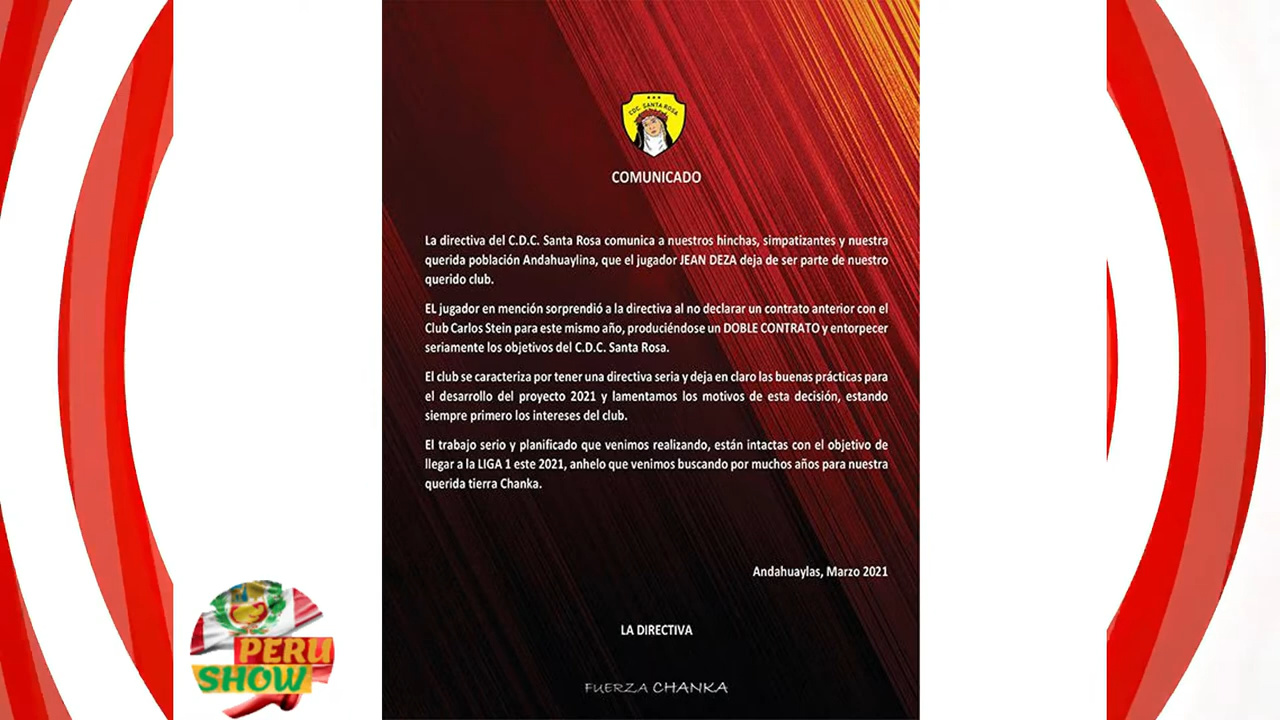 CDC. SANTA ROSA
COMUNICADO
La directiva del C.D.C. Santa Rosa comunica a nuestros hinchas, simpatizantes y nuestra
querida población Andahuaylina, que el jugador JEAN DEZA deja de ser parte de nuestro
querido club.
EL jugador en mención sorprendió a la directiva al no declarar un contrato anterior con el
Club Carlos Stein para este mismo año, produciéndose un DOBLE CONTRATO y entorpecer
seriamente los objetivos del C.D.C. Santa Rosa.
El club se caracteriza por tener una directiva seria y deja en claro las buenas prácticas para
el desarrollo del proyecto 2021 y lamentamos los motivos de esta decisión, estando
siempre primero los intereses del club.
El trabajo serio y planificado que venimos realizando, están intactas con el objetivo de
llegar a la LIGA 1 este 2021, anhelo que venimos buscando por muchos años para nuestra
querida tierra Chanka.
Andahuaylas, Marzo 2021
LA DIRECTIVA
FUERZA CHANKA
PERU
SHOW